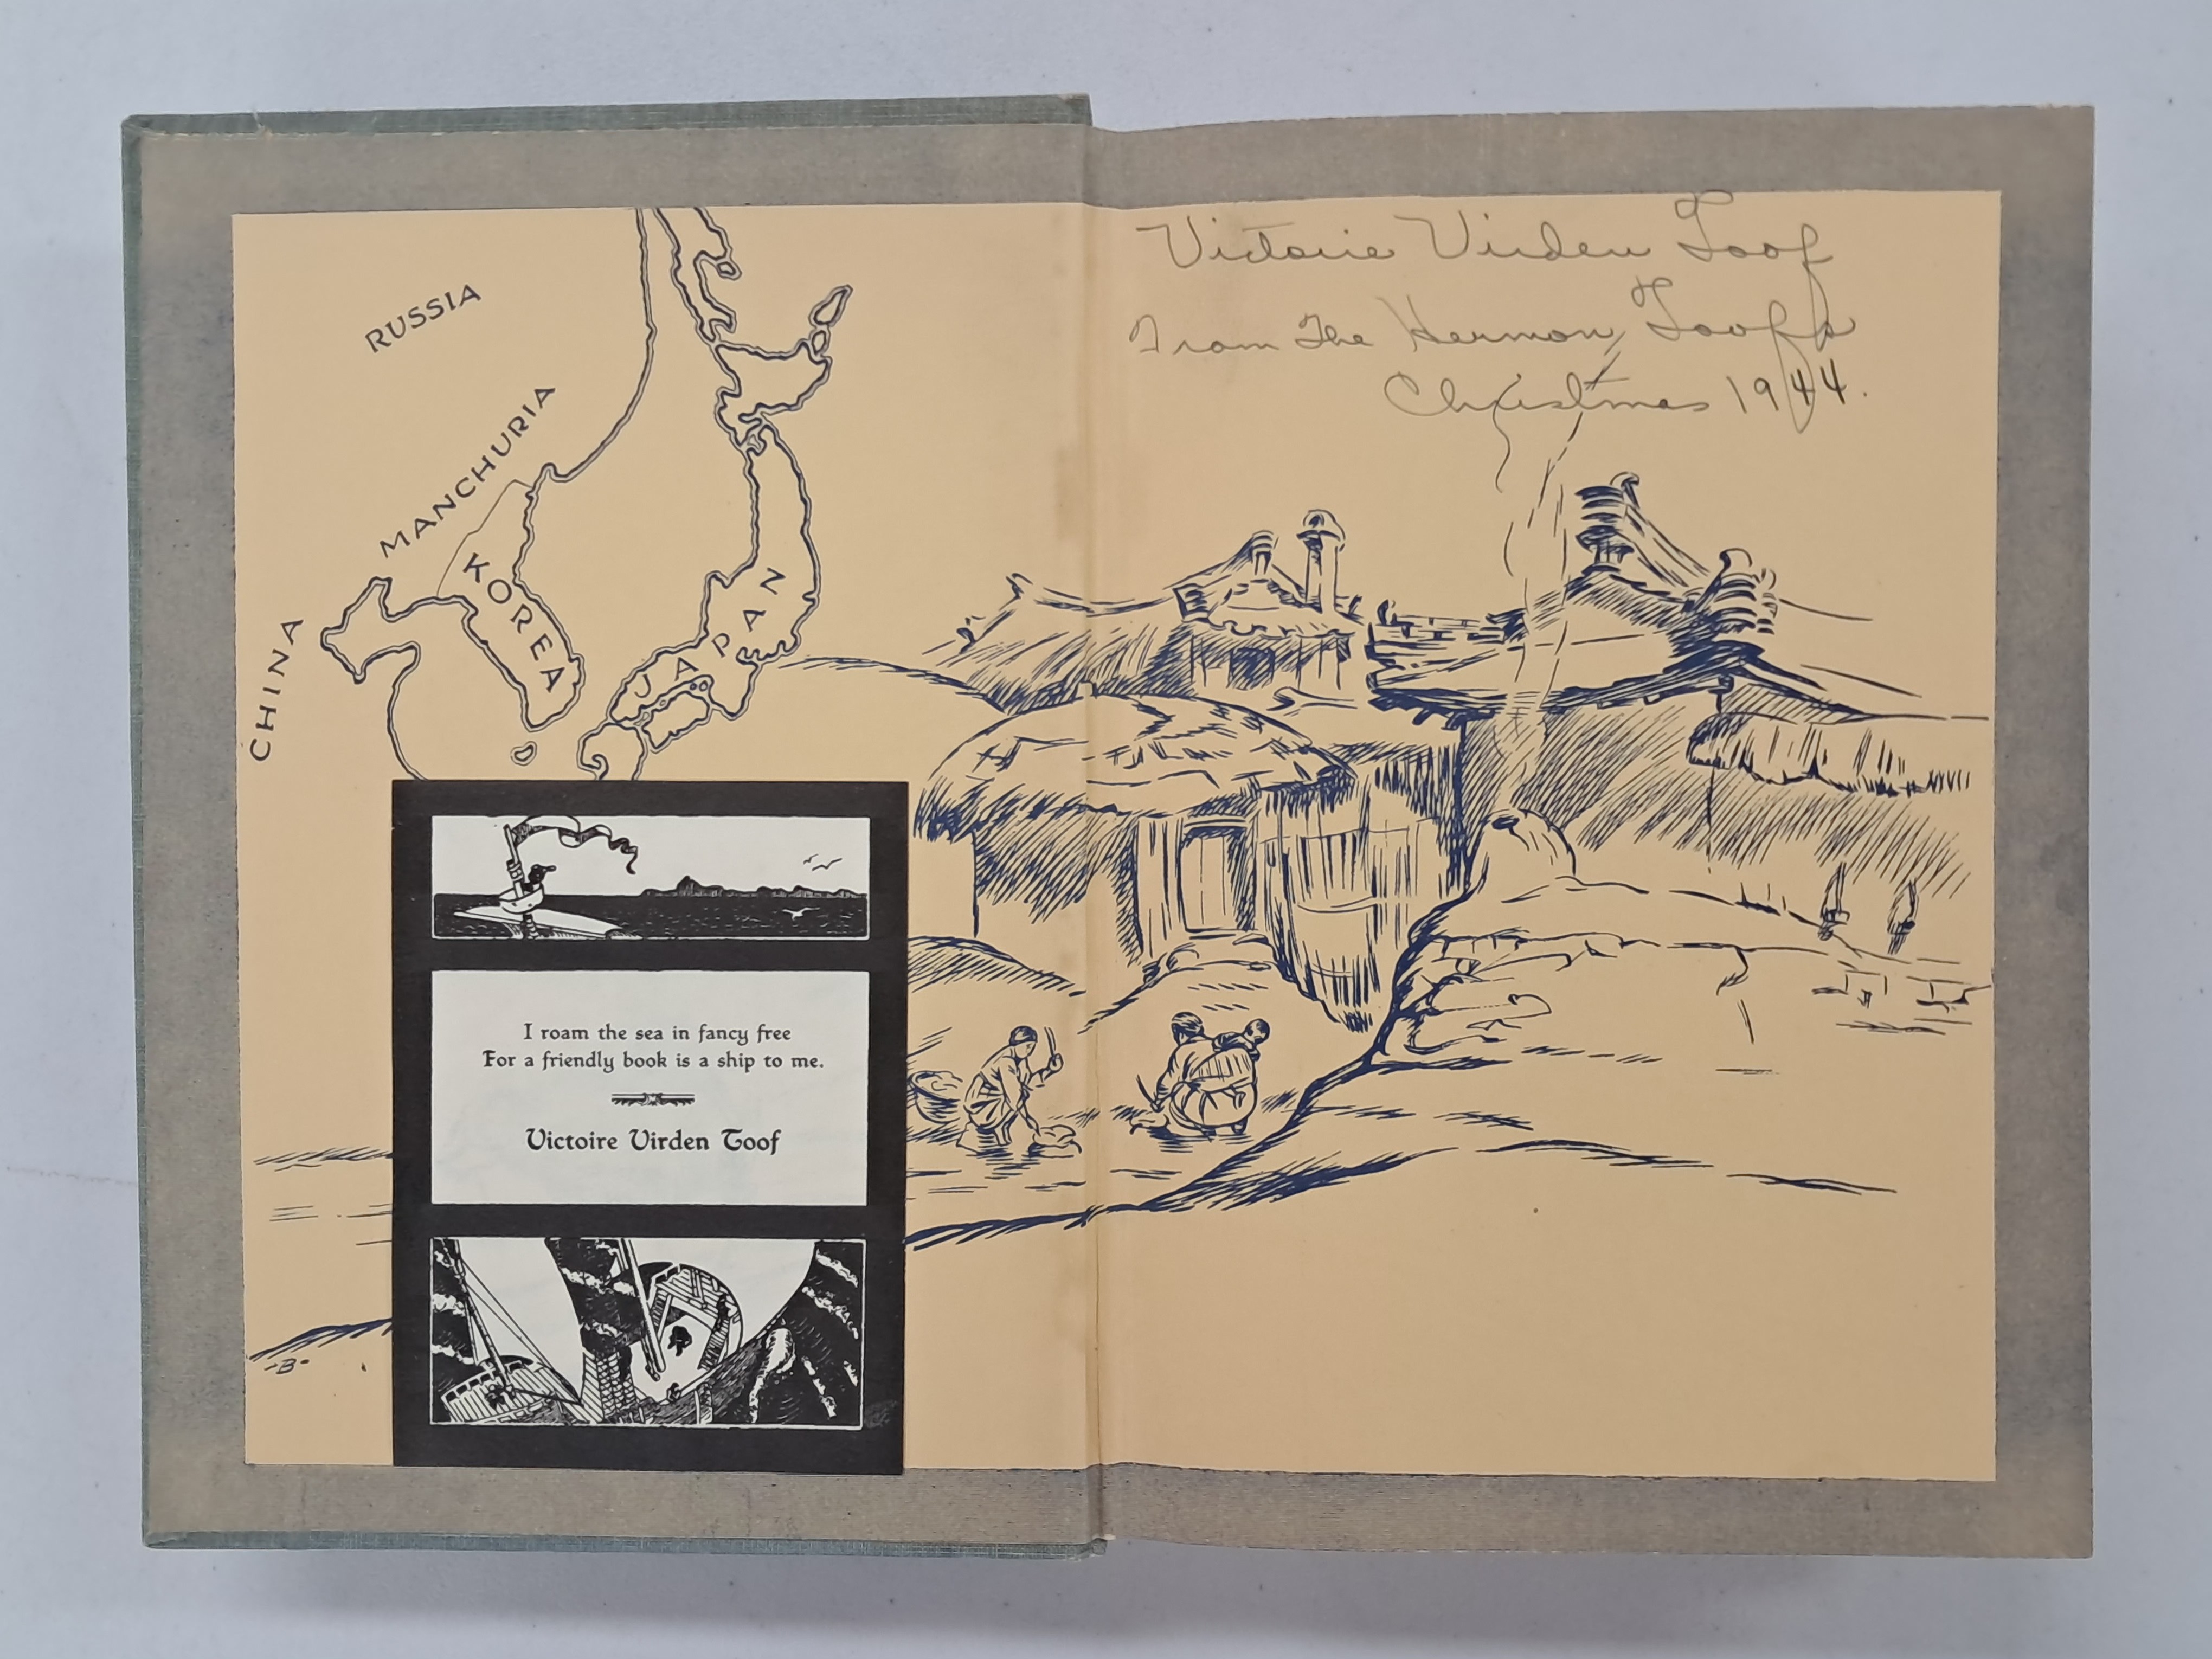 RUSSIA
MANCHURIA
KOREA
JAPAN
CHINA
I roam the sea in fancy free
For a friendly book is a ship to me.
Victoire Virden Toof
-B-
Victoire Virden Toof
From The Hermon Toofs
Christmas 1944.